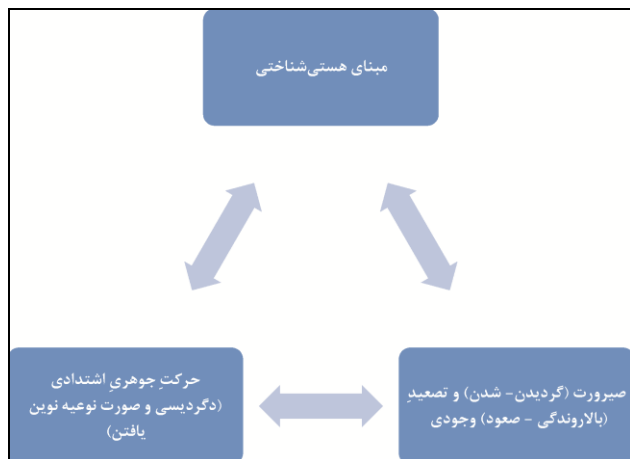 مبنای هستی‌شناختی
صیرورت (گردیدن- شدن) و تصعیدِ
(بالاروندگی - صعود) وجودی
حرکتِ جوهریِ اشتدادی
(دگردیسی و صورت نوعیه نوین
یافتن)